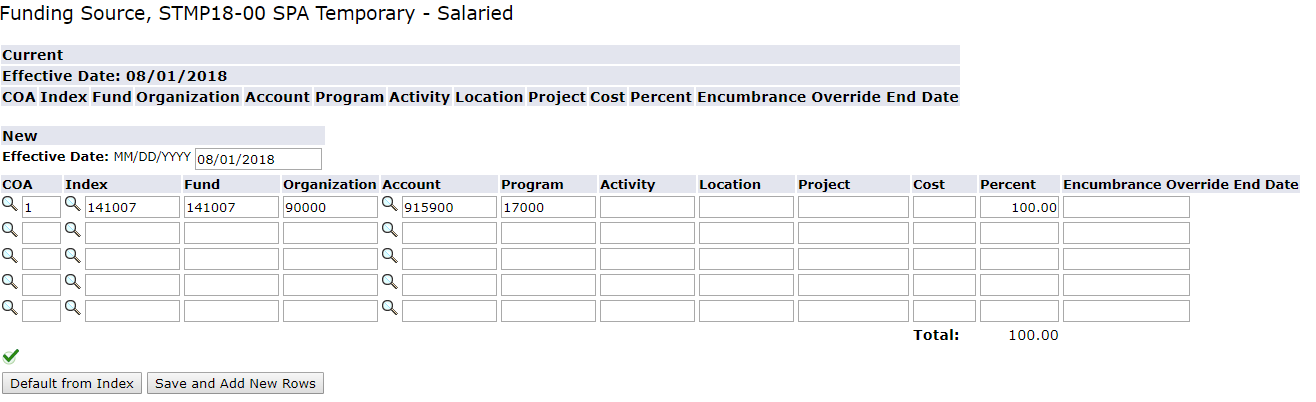 Funding Source, STMP18-00 SPA Temporary - Salaried
Current
Effective Date: 08/01/2018
COA Index Fund Organization Account Program Activity Location Project Cost Percent Encumbrance Override End Date
New
Effective Date: MM/DD/YYYY 08/01/2018
COA Index Fund Organization Account Program Activity Location Project Cost Percent Encumbrance Override End Date
1 141007 141007 90000 915900 17000 100.00
Total: 100.00
Default from Index Save and Add New Rows